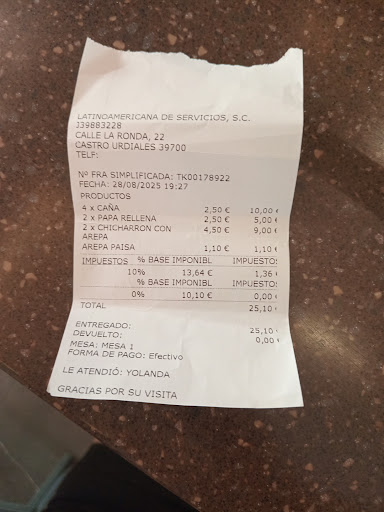 LATINOAMERICANA DE SERVICIOS, S.C.
J39883228
CALLE LA RONDA, 22
CASTRO URDIALES 39700
TELF:
Nº FRA SIMPLIFICADA: TK00178922
FECHA: 28/08/2025 19:27
PRODUCTOS
4 x CAÑA 2,50 € 10,00 €
2 x PAPA RELLENA 2,50 € 5,00 €
2 x CHICHARRON CON 4,50 € 9,00 €
AREPA
AREPA PAISA 1,10 € 1,10 €
IMPUESTOS % BASE IMPONIBL IMPUESTO:
10% 13,64 € 1,36 €
% BASE IMPONIBL IMPUESTO:
0% 10,10 € 0,00 €
TOTAL 25,10 €
ENTREGADO: 25,10 €
DEVUELTO: 0,00 €
MESA: MESA 1
FORMA DE PAGO: Efectivo
LE ATENDIÓ: YOLANDA
GRACIAS POR SU VISITA